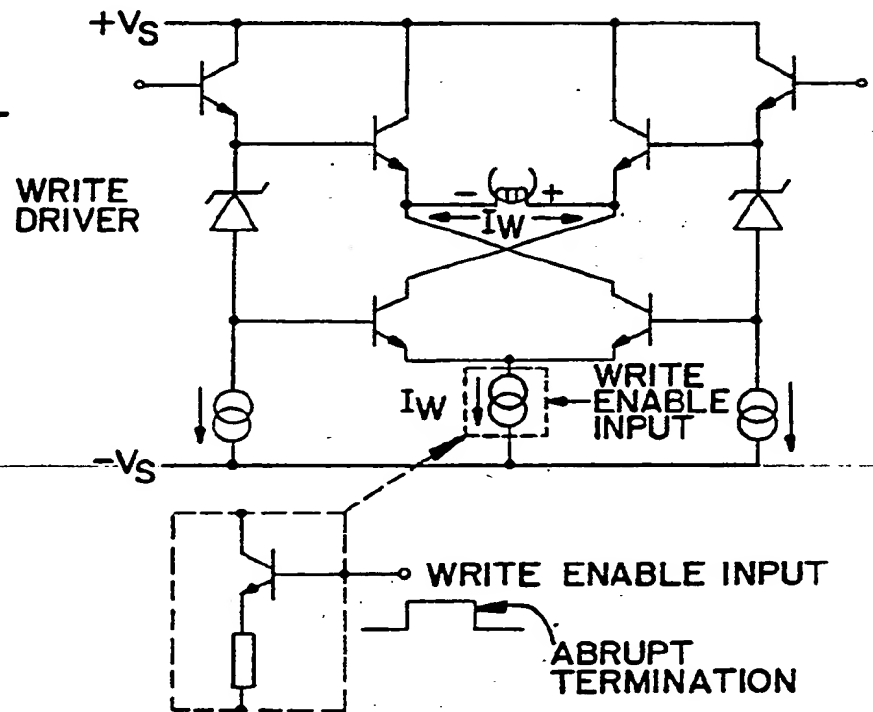 +VS
WRITE
DRIVER
- +
IW
IW
WRITE
ENABLE
INPUT
-VS
WRITE ENABLE INPUT
ABRUPT
TERMINATION